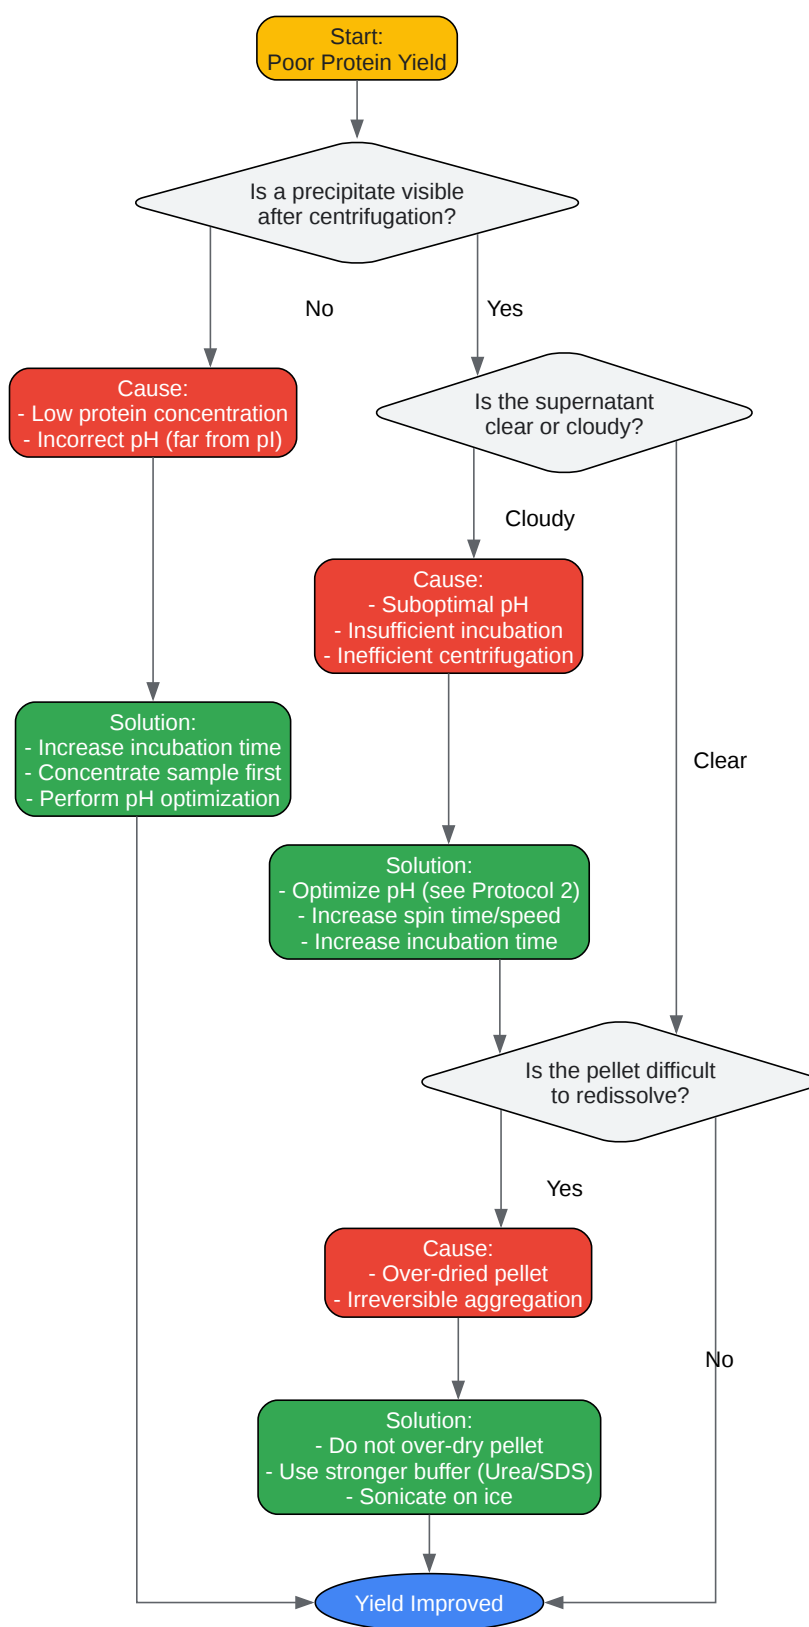 Start:
Poor Protein Yield
Is a precipitate visible
after centrifugation?
No
Yes
Cause:
- Low protein concentration
- Incorrect pH (far from pI)
Is the supernatant
clear or cloudy?
Cloudy
Cause:
- Suboptimal pH
- Insufficient incubation
- Inefficient centrifugation
Solution:
- Increase incubation time
- Concentrate sample first
- Perform pH optimization
Clear
Solution:
- Optimize pH (see Protocol 2)
- Increase spin time/speed
- Increase incubation time
Is the pellet difficult
to redissolve?
Yes
Cause:
- Over-dried pellet
- Irreversible aggregation
No
Solution:
- Do not over-dry pellet
- Use stronger buffer (Urea/SDS)
- Sonicate on ice
Yield Improved